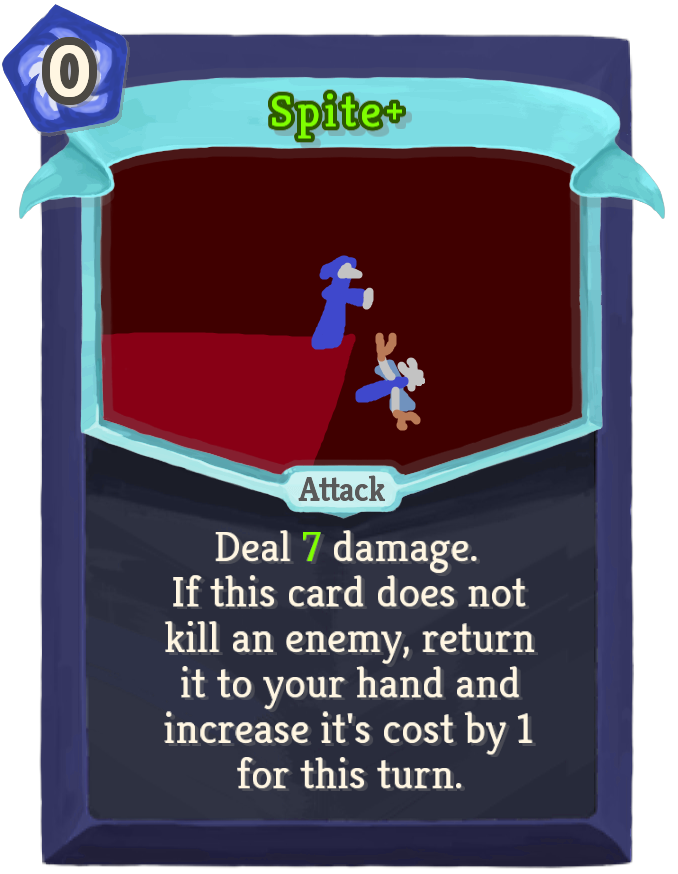 0
Spite+
Attack
Deal 7 damage.
If this card does not
kill an enemy, return
it to your hand and
increase it's cost by 1
for this turn.